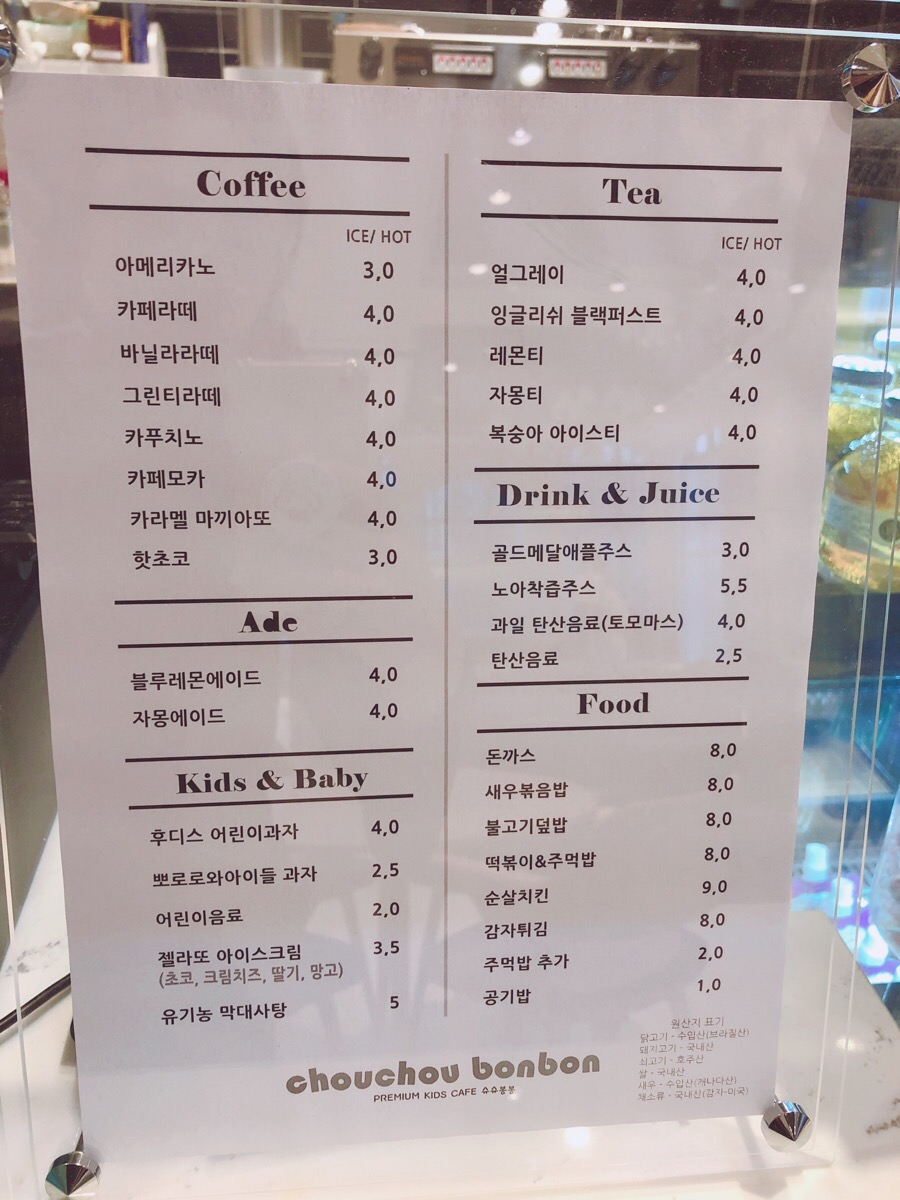 Coffee
ICE/ HOT
아메리카노 3,0
카페라떼 4,0
바닐라라떼 4,0
그린티라떼 4,0
카푸치노 4,0
카페모카 4,0
카라멜 마끼아또 4,0
핫초코 3,0
Ade
블루레몬에이드 4,0
자몽에이드 4,0
Kids & Baby
후디스 어린이과자 4,0
뽀로로와아이들 과자 2,5
어린이음료 2,0
젤라또 아이스크림 3,5
(초코, 크림치즈, 딸기, 망고)
유기농 막대사탕 5
Tea
ICE/ HOT
얼그레이 4,0
잉글리쉬 블랙퍼스트 4,0
레몬티 4,0
자몽티 4,0
복숭아 아이스티 4,0
Drink & Juice
골드메달애플주스 3,0
노아착즙주스 5,5
과일 탄산음료(토모마스) 4,0
탄산음료 2,5
Food
돈까스 8,0
새우볶음밥 8,0
불고기덮밥 8,0
떡볶이&주먹밥 8,0
순살치킨 9,0
감자튀김 8,0
주먹밥 추가 2,0
공기밥 1,0
원산지 표기
닭고기 - 수입산(브라질산)
돼지고기 - 국내산
쇠고기 - 호주산
쌀 - 국내산
새우 - 수입산(캐나다산)
채소류 - 국내산(감자-미국)
chouchou bonbon
PREMIUM KIDS CAFE 슈슈봉봉